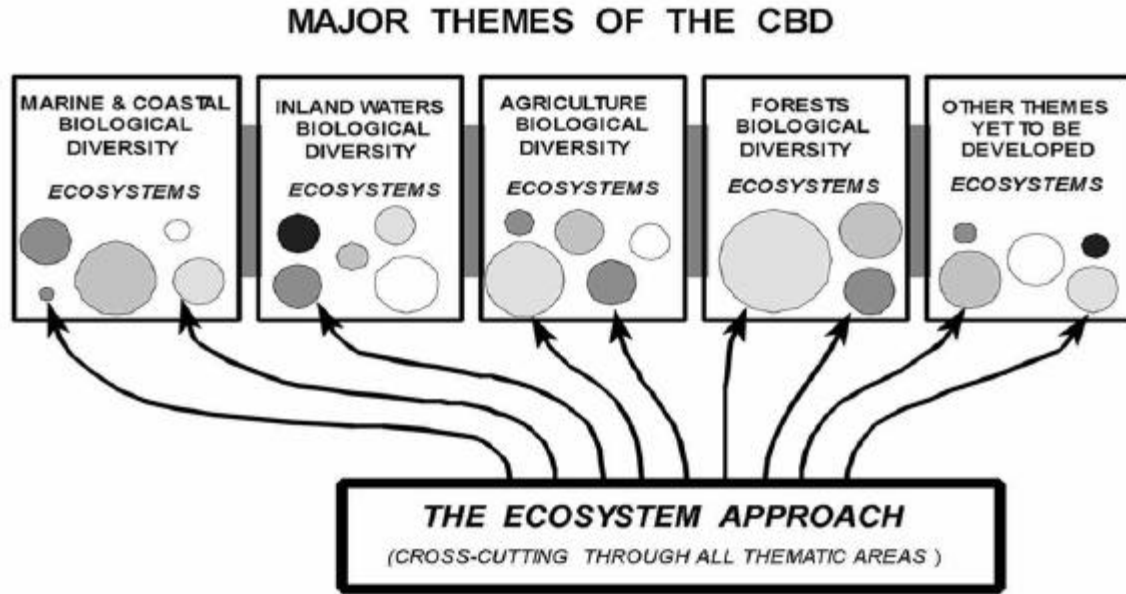 MAJOR THEMES OF THE CBD
MARINE & COASTAL
BIOLOGICAL
DIVERSITY
ECOSYSTEMS
INLAND WATERS
BIOLOGICAL
DIVERSITY
ECOSYSTEMS
AGRICULTURE
BIOLOGICAL
DIVERSITY
ECOSYSTEMS
FORESTS
BIOLOGICAL
DIVERSITY
ECOSYSTEMS
OTHER THEMES
YET TO BE
DEVELOPED
ECOSYSTEMS
THE ECOSYSTEM APPROACH
(CROSS-CUTTING THROUGH ALL THEMATIC AREAS )